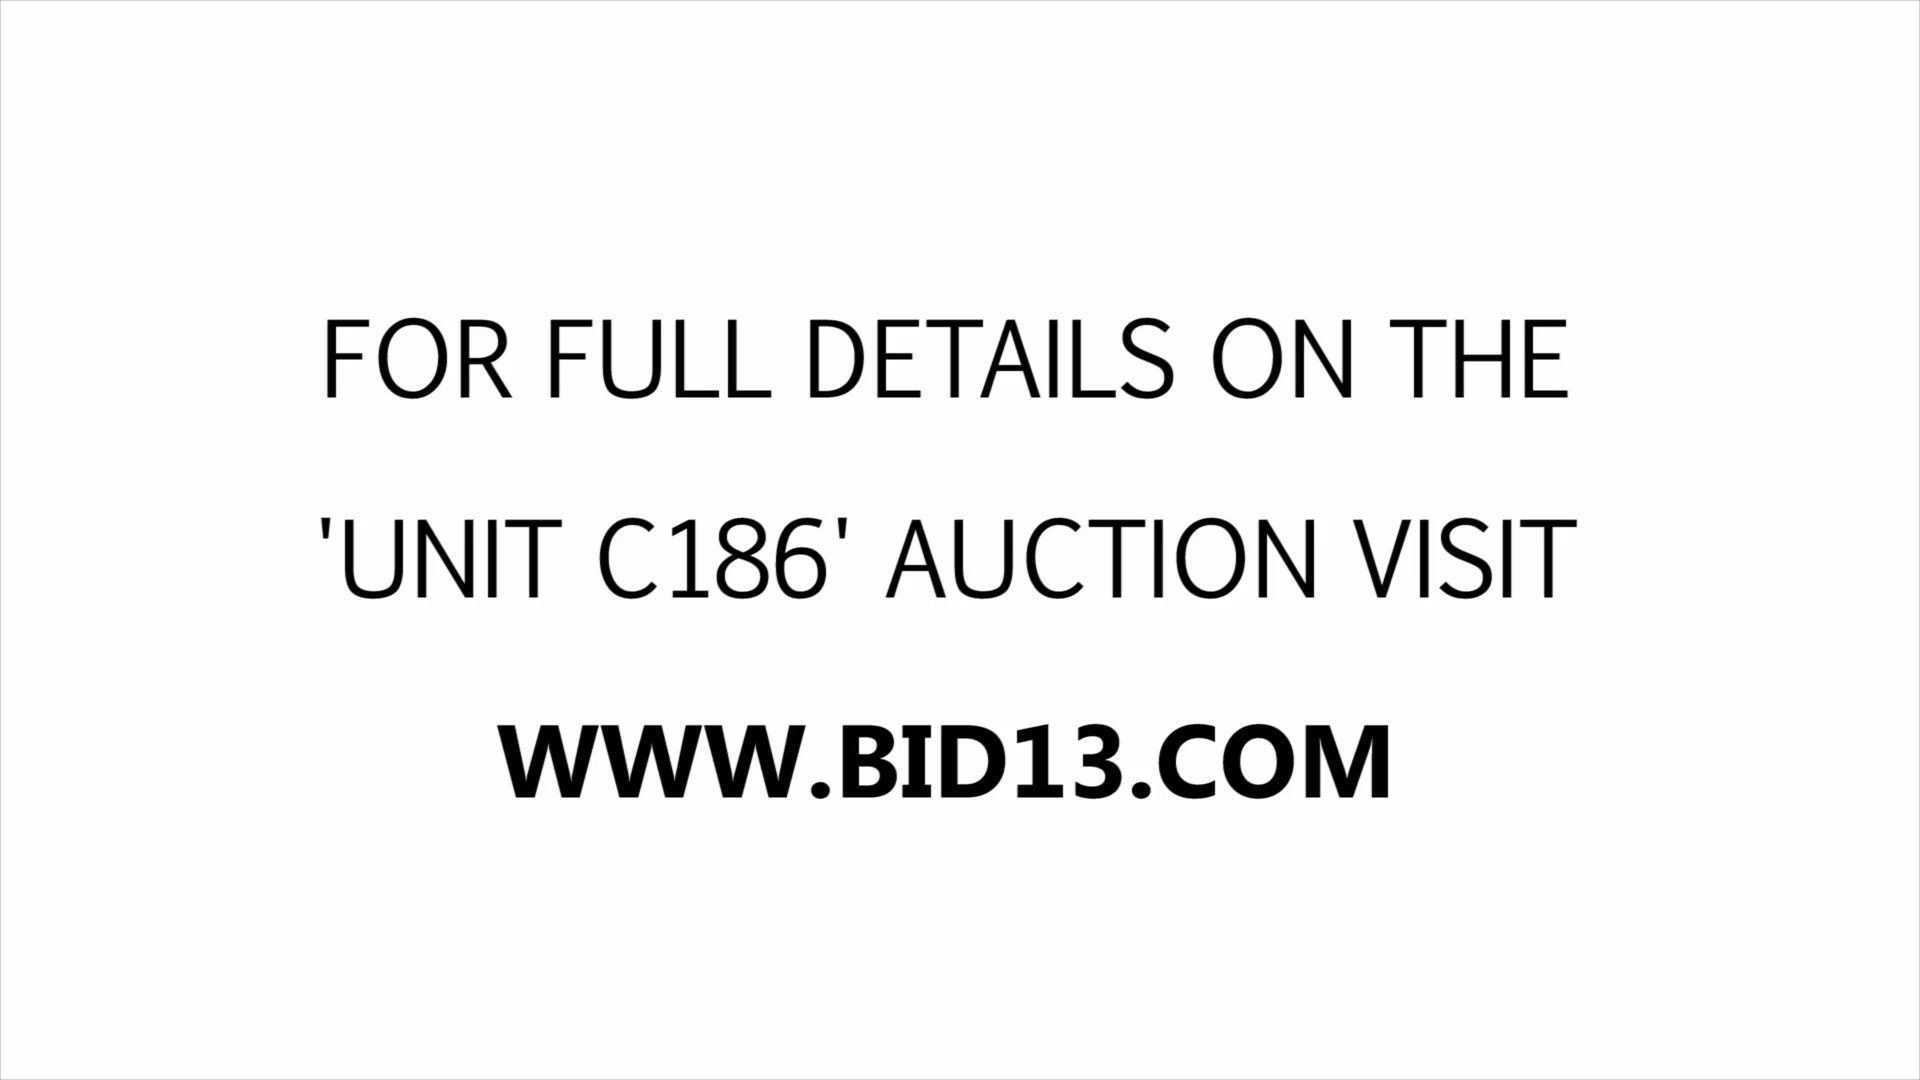 FOR FULL DETAILS ON THE
'UNIT C186' AUCTION VISIT
WWW.BID13.COM